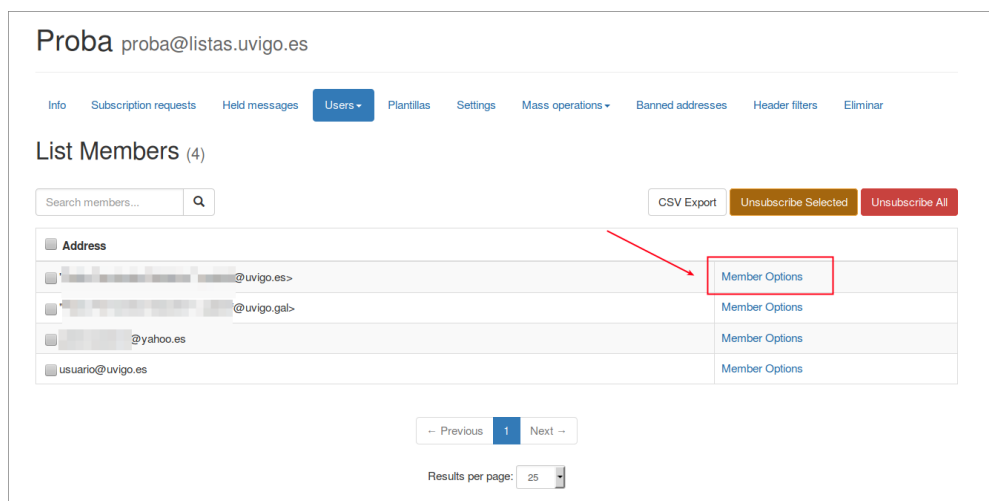 Proba proba@listas.uvigo.es
Info Subscription requests Held messages Users Plantillas Settings Mass operations Banned addresses Header filters Eliminar
List Members (4)
Search members... CSV Export Unsubscribe Selected Unsubscribe All
Address
@uvigo.es> Member Options
@uvigo.gal> Member Options
@yahoo.es Member Options
usuario@uvigo.es Member Options
← Previous 1 Next →
Results per page: 25